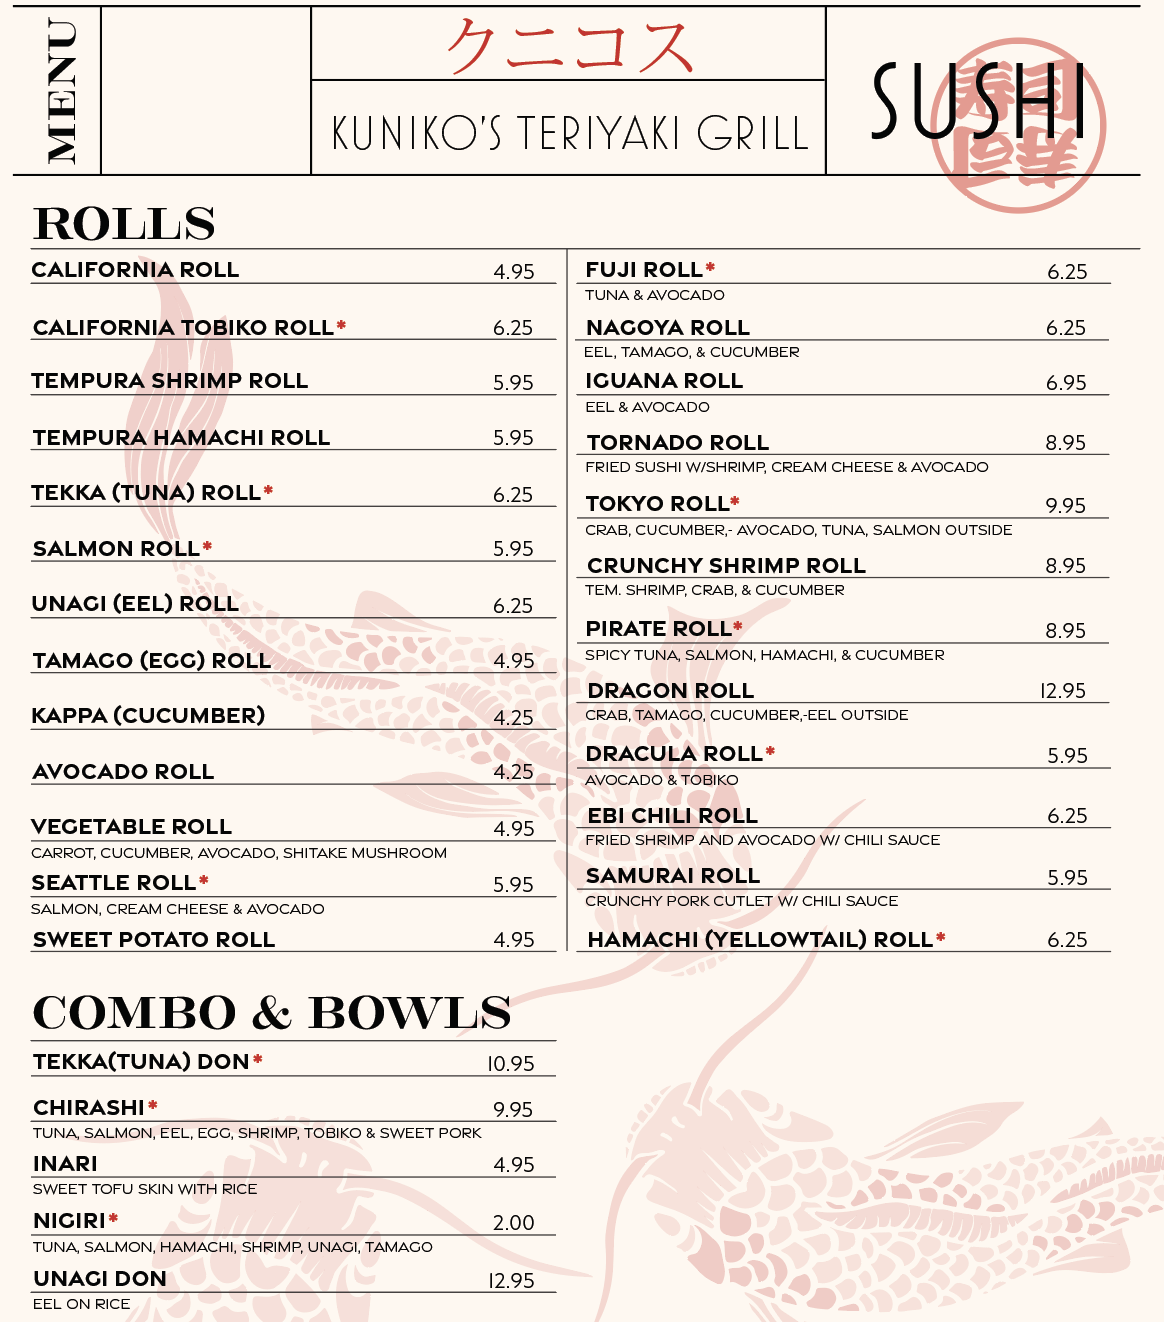 MENU
クニコス
KUNIKO'S TERIYAKI GRILL
SUSHI
ROLLS
CALIFORNIA ROLL 4.95
CALIFORNIA TOBIKO ROLL* 6.25
TEMPURA SHRIMP ROLL 5.95
TEMPURA HAMACHI ROLL 5.95
TEKKA (TUNA) ROLL* 6.25
SALMON ROLL* 5.95
UNAGI (EEL) ROLL 6.25
TAMAGO (EGG) ROLL 4.95
KAPPA (CUCUMBER) 4.25
AVOCADO ROLL 4.25
VEGETABLE ROLL 4.95
CARROT, CUCUMBER, AVOCADO, SHITAKE MUSHROOM
SEATTLE ROLL* 5.95
SALMON, CREAM CHEESE & AVOCADO
SWEET POTATO ROLL 4.95
FUJI ROLL* 6.25
TUNA & AVOCADO
NAGOYA ROLL 6.25
EEL, TAMAGO, & CUCUMBER
IGUANA ROLL 6.95
EEL & AVOCADO
TORNADO ROLL 8.95
FRIED SUSHI W/SHRIMP, CREAM CHEESE & AVOCADO
TOKYO ROLL* 9.95
CRAB, CUCUMBER,- AVOCADO, TUNA, SALMON OUTSIDE
CRUNCHY SHRIMP ROLL 8.95
TEM. SHRIMP, CRAB, & CUCUMBER
PIRATE ROLL* 8.95
SPICY TUNA, SALMON, HAMACHI, & CUCUMBER
DRAGON ROLL 12.95
CRAB, TAMAGO, CUCUMBER,-EEL OUTSIDE
DRACULA ROLL* 5.95
AVOCADO & TOBIKO
EBI CHILI ROLL 6.25
FRIED SHRIMP AND AVOCADO W/ CHILI SAUCE
SAMURAI ROLL 5.95
CRUNCHY PORK CUTLET W/ CHILI SAUCE
HAMACHI (YELLOWTAIL) ROLL* 6.25
COMBO & BOWLS
TEKKA(TUNA) DON* 10.95
CHIRASHI* 9.95
TUNA, SALMON, EEL, EGG, SHRIMP, TOBIKO & SWEET PORK
INARI 4.95
SWEET TOFU SKIN WITH RICE
NIGIRI* 2.00
TUNA, SALMON, HAMACHI, SHRIMP, UNAGI, TAMAGO
UNAGI DON 12.95
EEL ON RICE